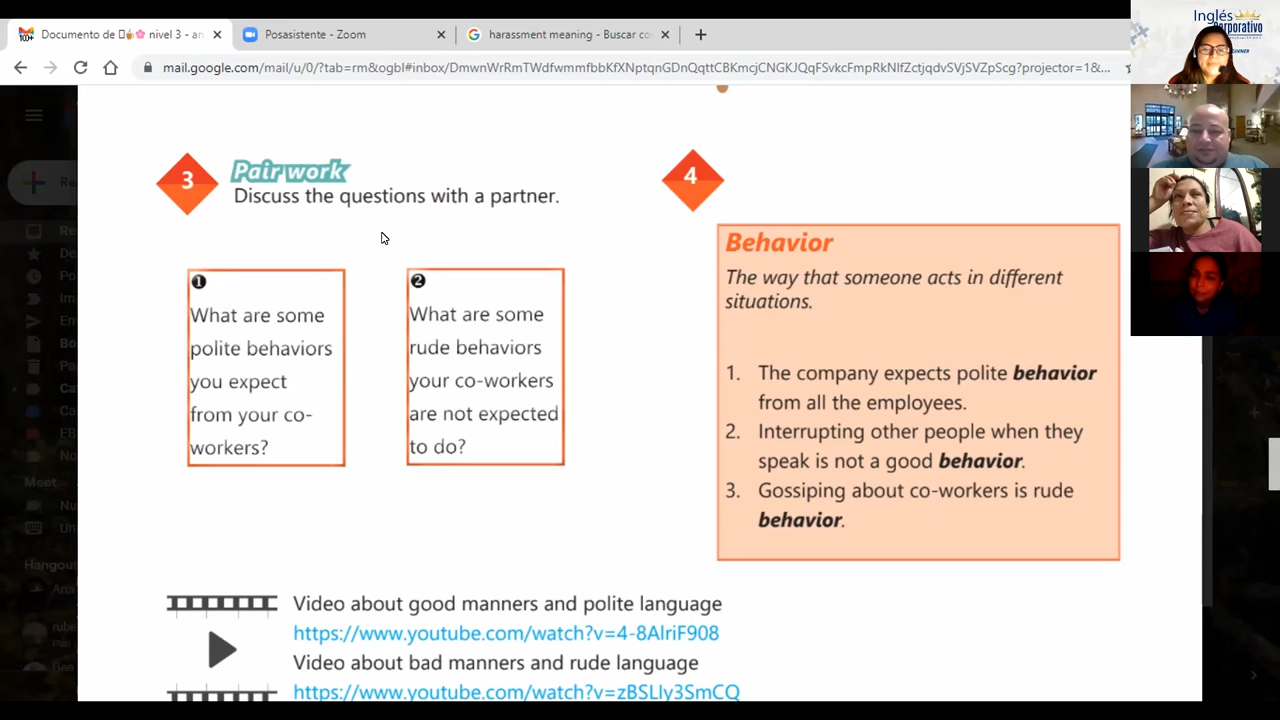 Documento de nivel 3 - an
Posasistente - Zoom
harassment meaning - Buscar co
mail.google.com/mail/u/0/?tab=rm&ogbl#inbox/
Inglés
Corporativo
3
Pair work
Discuss the questions with a partner.
1
What are some
polite behaviors
you expect
from your co-
workers?
2
What are some
rude behaviors
your co-workers
are not expected
to do?
4
Behavior
The way that someone acts in different
situations.
1. The company expects polite behavior
from all the employees.
2. Interrupting other people when they
speak is not a good behavior.
3. Gossiping about co-workers is rude
behavior.
Video about good manners and polite language
https://www.youtube.com/watch?v=4-8AlriF908
Video about bad manners and rude language
https://www.youtube.com/watch?v=zBSLIy3SmCQ
Meet